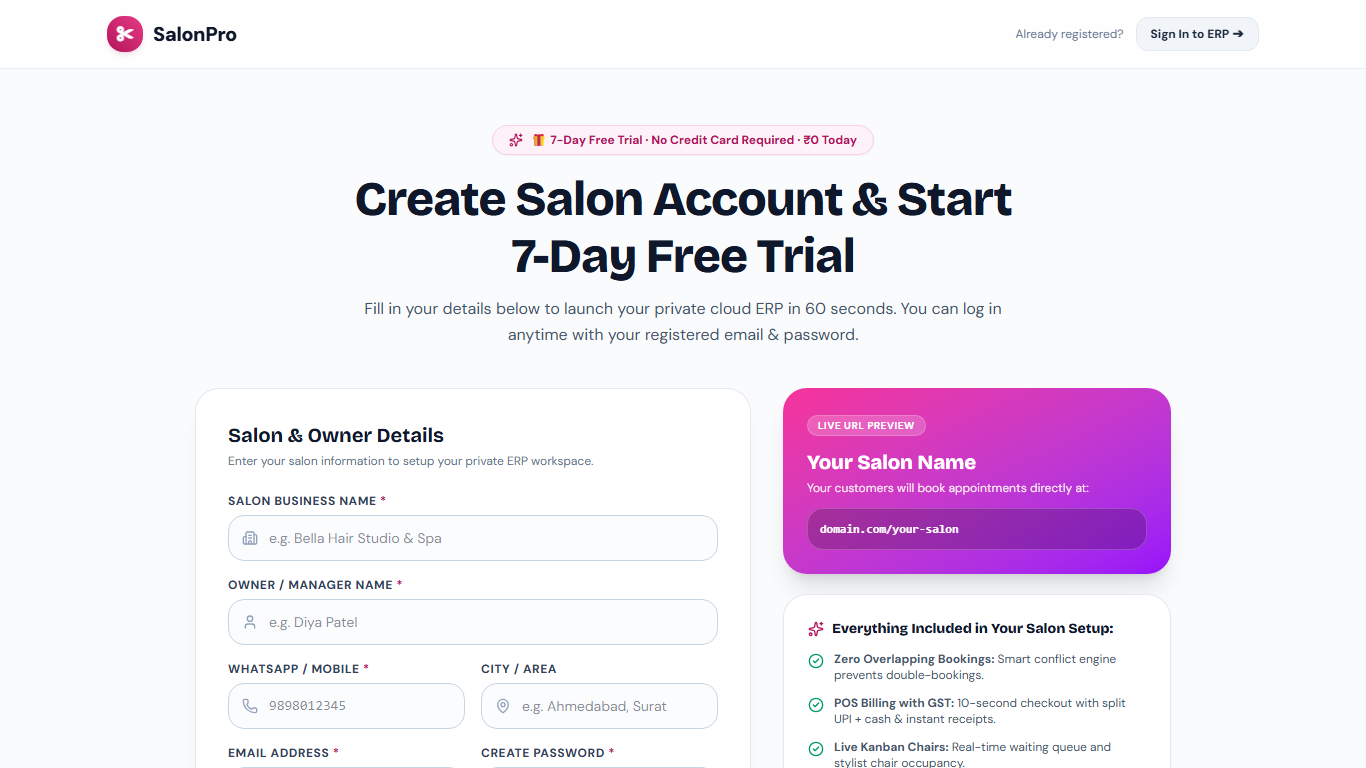 SalonPro
Already registered?
Sign In to ERP ➔
🎁 7-Day Free Trial · No Credit Card Required · ₹0 Today
Create Salon Account & Start
7-Day Free Trial
Fill in your details below to launch your private cloud ERP in 60 seconds. You can log in
anytime with your registered email & password.
Salon & Owner Details
Enter your salon information to setup your private ERP workspace.
SALON BUSINESS NAME *
e.g. Bella Hair Studio & Spa
OWNER / MANAGER NAME *
e.g. Diya Patel
WHATSAPP / MOBILE *
9898012345
CITY / AREA
e.g. Ahmedabad, Surat
EMAIL ADDRESS *
CREATE PASSWORD *
LIVE URL PREVIEW
Your Salon Name
Your customers will book appointments directly at:
domain.com/your-salon
Everything Included in Your Salon Setup:
Zero Overlapping Bookings: Smart conflict engine
prevents double-bookings.
POS Billing with GST: 10-second checkout with split
UPI + cash & instant receipts.
Live Kanban Chairs: Real-time waiting queue and
stylist chair occupancy.